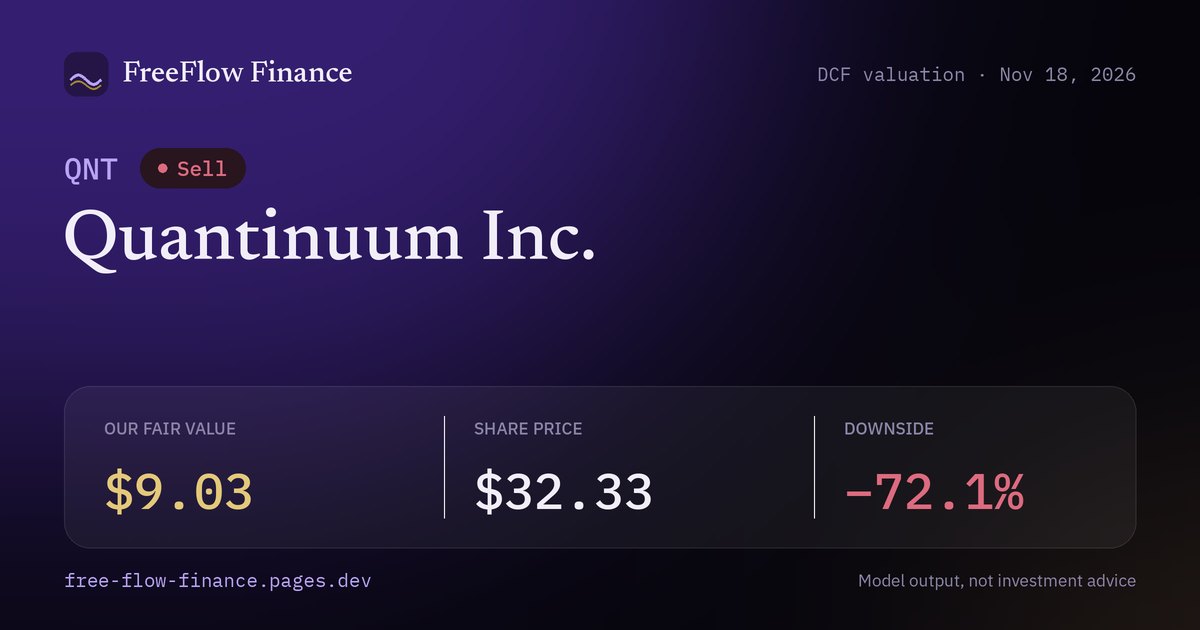 FreeFlow Finance
DCF valuation · Nov 18, 2026
QNT
Sell
Quantinuum Inc.
OUR FAIR VALUE
$9.03
SHARE PRICE
$32.33
DOWNSIDE
−72.1%
free-flow-finance.pages.dev
Model output, not investment advice